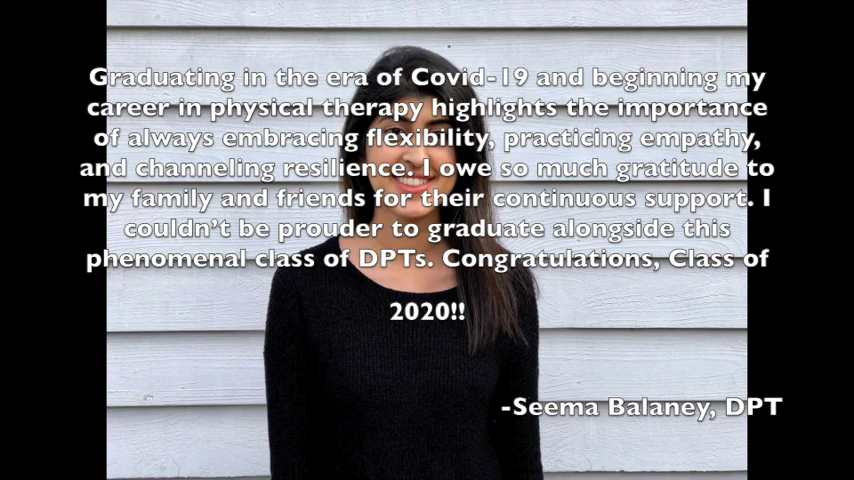 Graduating in the era of Covid-19 and beginning my
career in physical therapy highlights the importance
of always embracing flexibility, practicing empathy,
and channeling resilience. I owe so much gratitude to
my family and friends for their continuous support. I
couldn't be prouder to graduate alongside this
phenomenal class of DPTs. Congratulations, Class of
2020!!
-Seema Balaney, DPT